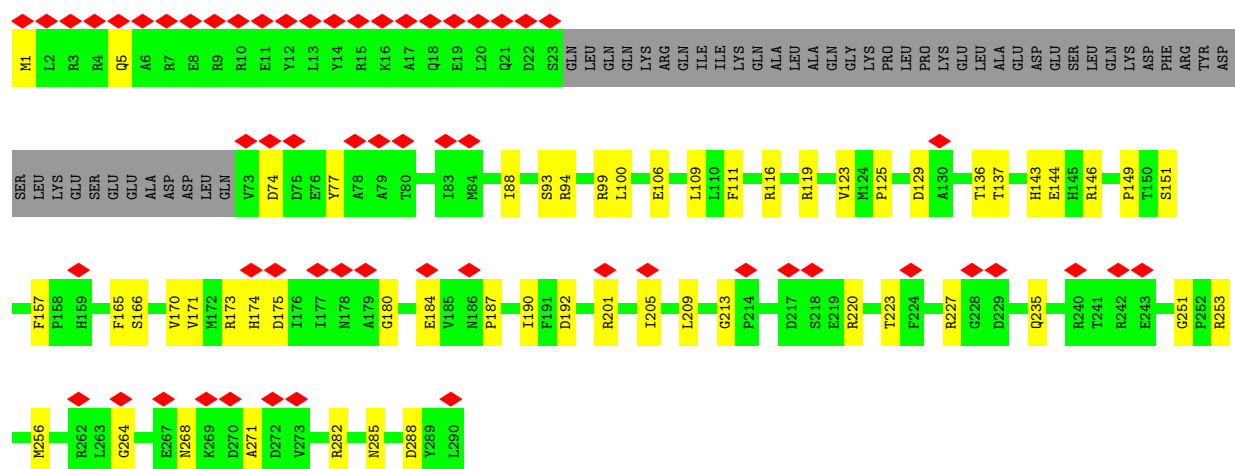 M1 L2 R3 R4 Q5 A6 R7 E8 R9 R10 E11 Y12 L13 Y14 R15 K16 A17 Q18 E19 L20 Q21 D22 S23 GLN LEU GLN GLN LYS ARG GLN ILE ILE LYS GLN ALA LEU ALA GLN GLY LYS PRO LEU PRO LYS GLU LEU ALA GLU ASP GLU SER LEU GLN LYS ASP PHE ARG TYR ASP
SER LEU LYS GLU SER GLU GLU ALA ASP ASP LEU GLN V73 D74 D75 E76 Y77 A78 A79 T80 I83 M84 I88 S93 R94 R99 L100 E106 L109 L110 F111 R116 R119 V123 M124 P125 D129 A130 T136 T137 H143 E144 H145 R146 P149 T150 S151
F157 P158 H159 F165 S166 V170 V171 M172 R173 H174 D175 I176 I177 N178 A179 G180 E184 V185 N186 P187 I190 F191 D192 R201 I205 L209 G213 P214 D217 S218 E219 R220 T223 F224 R227 G228 D229 Q235 R240 T241 R242 E243 G251 P252 R253
M256 R262 L263 G264 E267 N268 K269 D270 A271 D272 V273 R282 N285 D288 Y289 L290